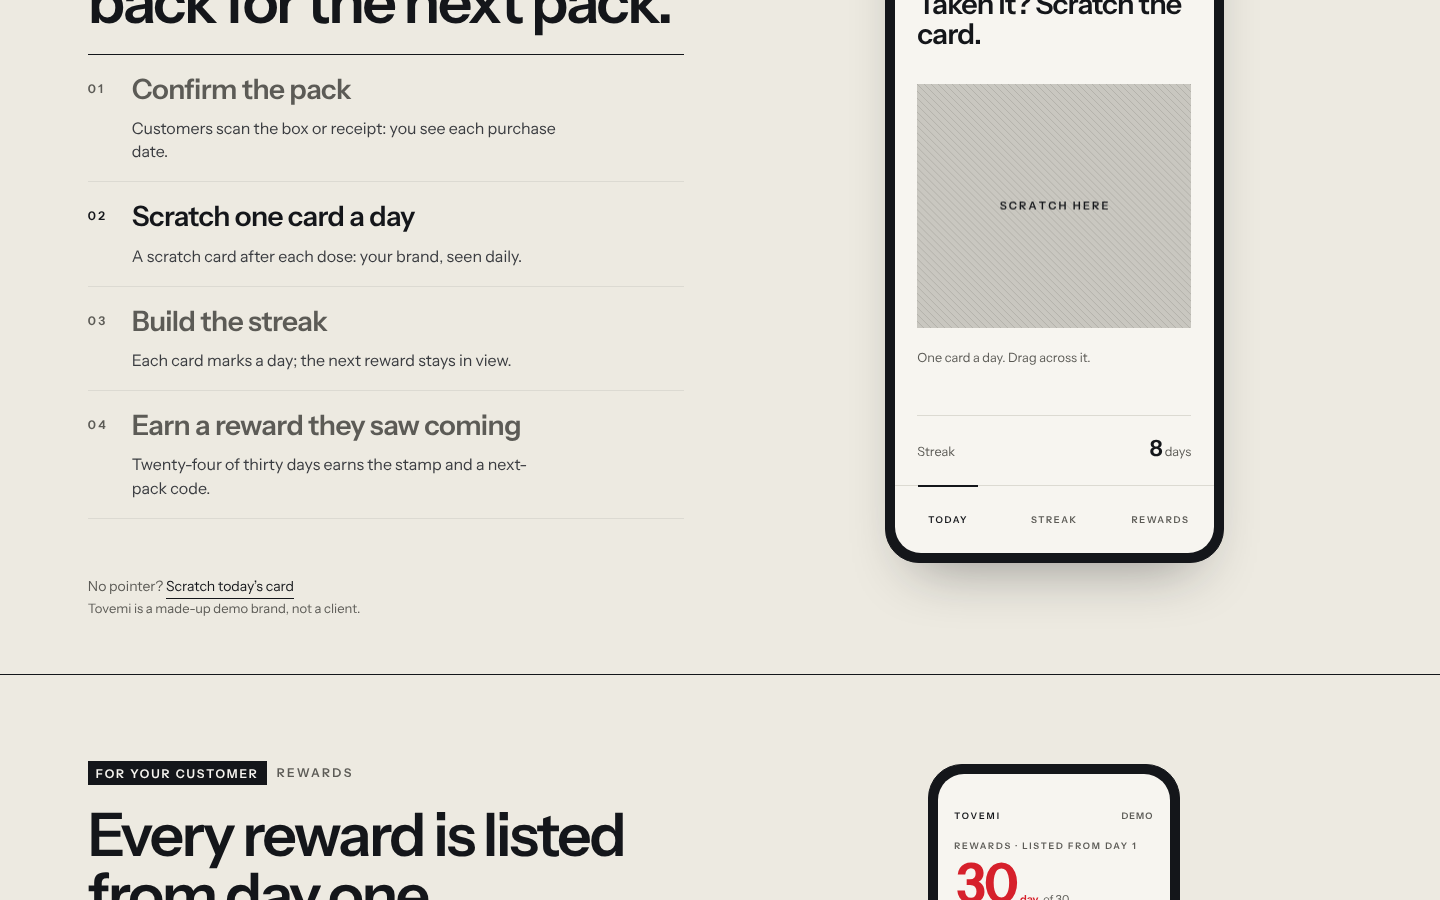 back for the next pack.
01 Confirm the pack
Customers scan the box or receipt: you see each purchase
date.
02 Scratch one card a day
A scratch card after each dose: your brand, seen daily.
03 Build the streak
Each card marks a day; the next reward stays in view.
04 Earn a reward they saw coming
Twenty-four of thirty days earns the stamp and a next-
pack code.
No pointer? Scratch today’s card
Tovemi is a made-up demo brand, not a client.
Taken it? Scratch the
card.
SCRATCH HERE
One card a day. Drag across it.
Streak 8 days
TODAY STREAK REWARDS
FOR YOUR CUSTOMER REWARDS
Every reward is listed
from day one
TOVEMI DEMO
REWARDS · LISTED FROM DAY 1
30 day of 30